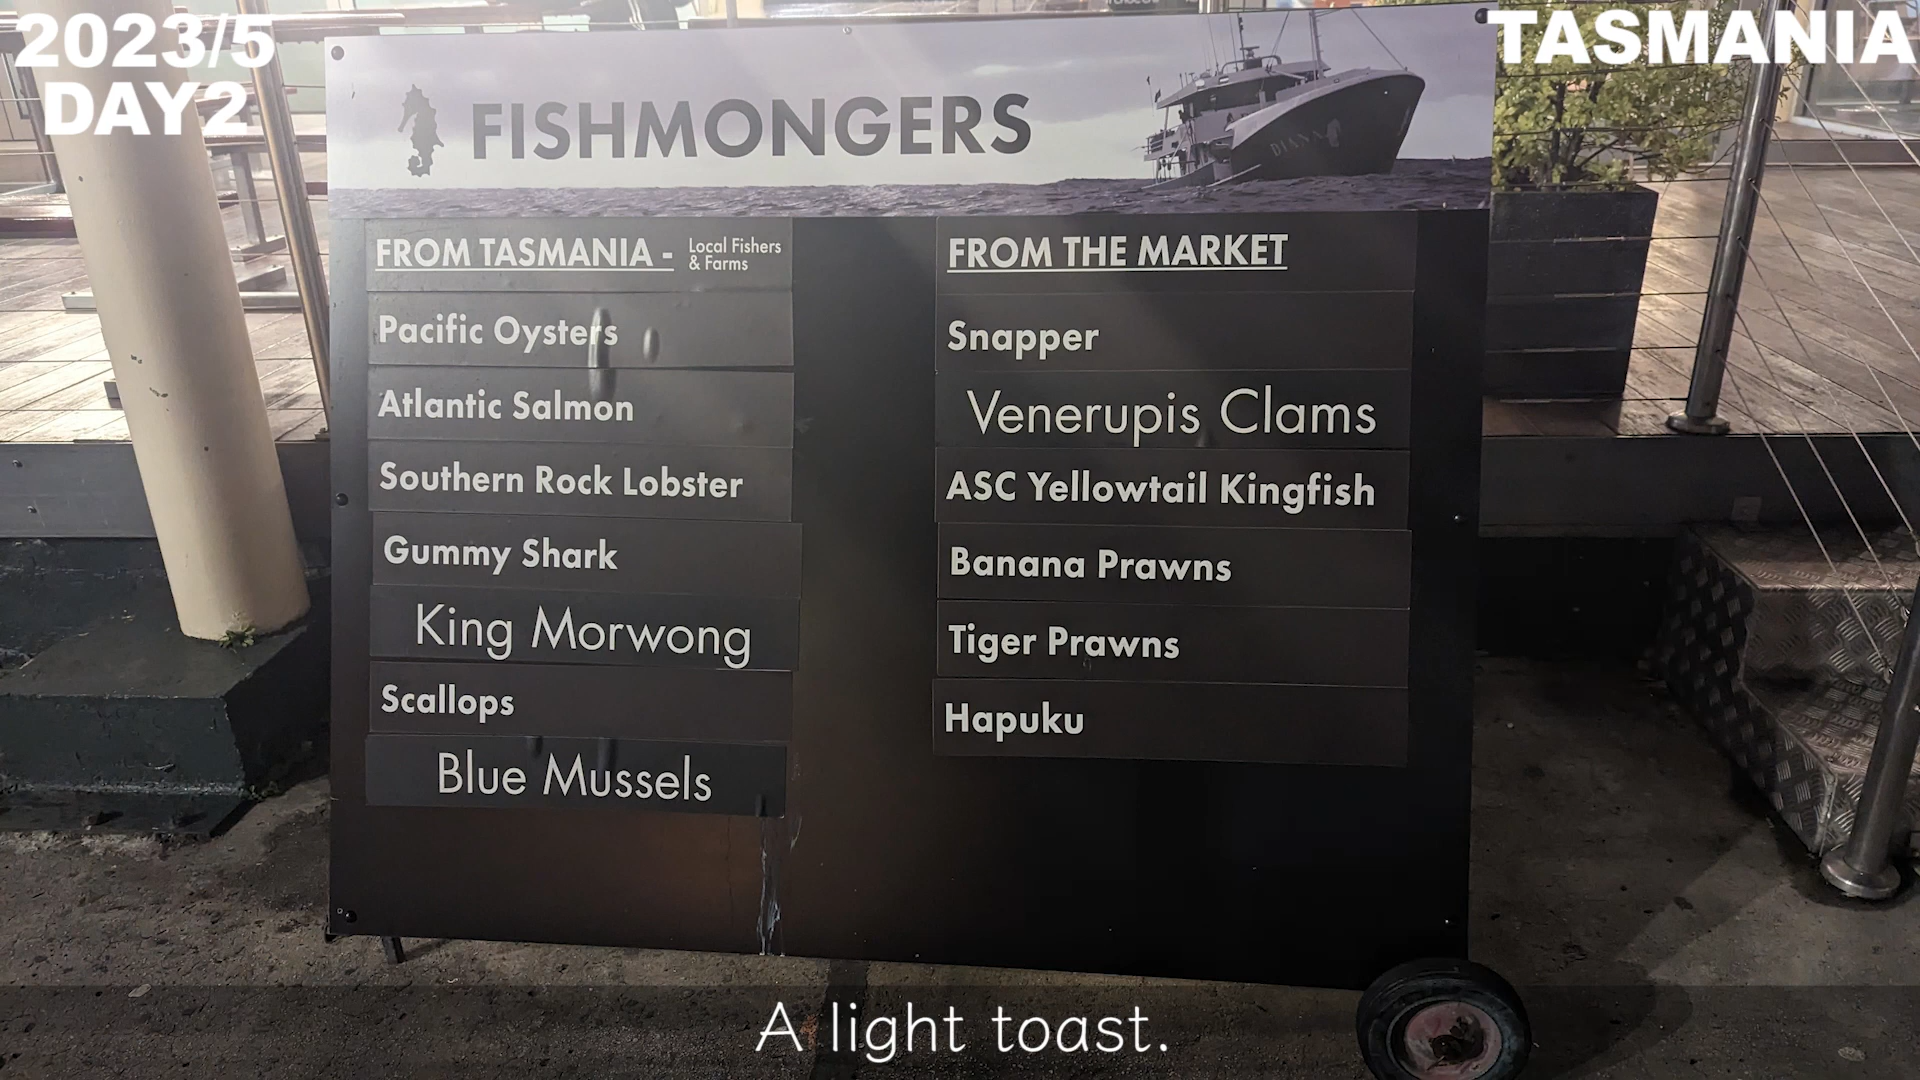 2023/5
DAY2
TASMANIA
FISHMONGERS
DIANA
FROM TASMANIA - Local Fishers
& Farms
Pacific Oysters
Atlantic Salmon
Southern Rock Lobster
Gummy Shark
King Morwong
Scallops
Blue Mussels
FROM THE MARKET
Snapper
Venerupis Clams
ASC Yellowtail Kingfish
Banana Prawns
Tiger Prawns
Hapuku
A light toast.